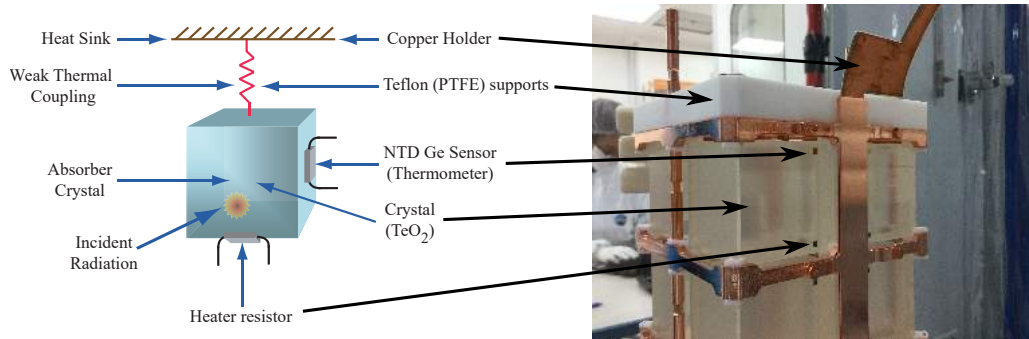 Heat Sink
Copper Holder
Weak Thermal
Coupling
Teflon (PTFE) supports
NTD Ge Sensor
(Thermometer)
Absorber
Crystal
Crystal
(TeO2)
Incident
Radiation
Heater resistor